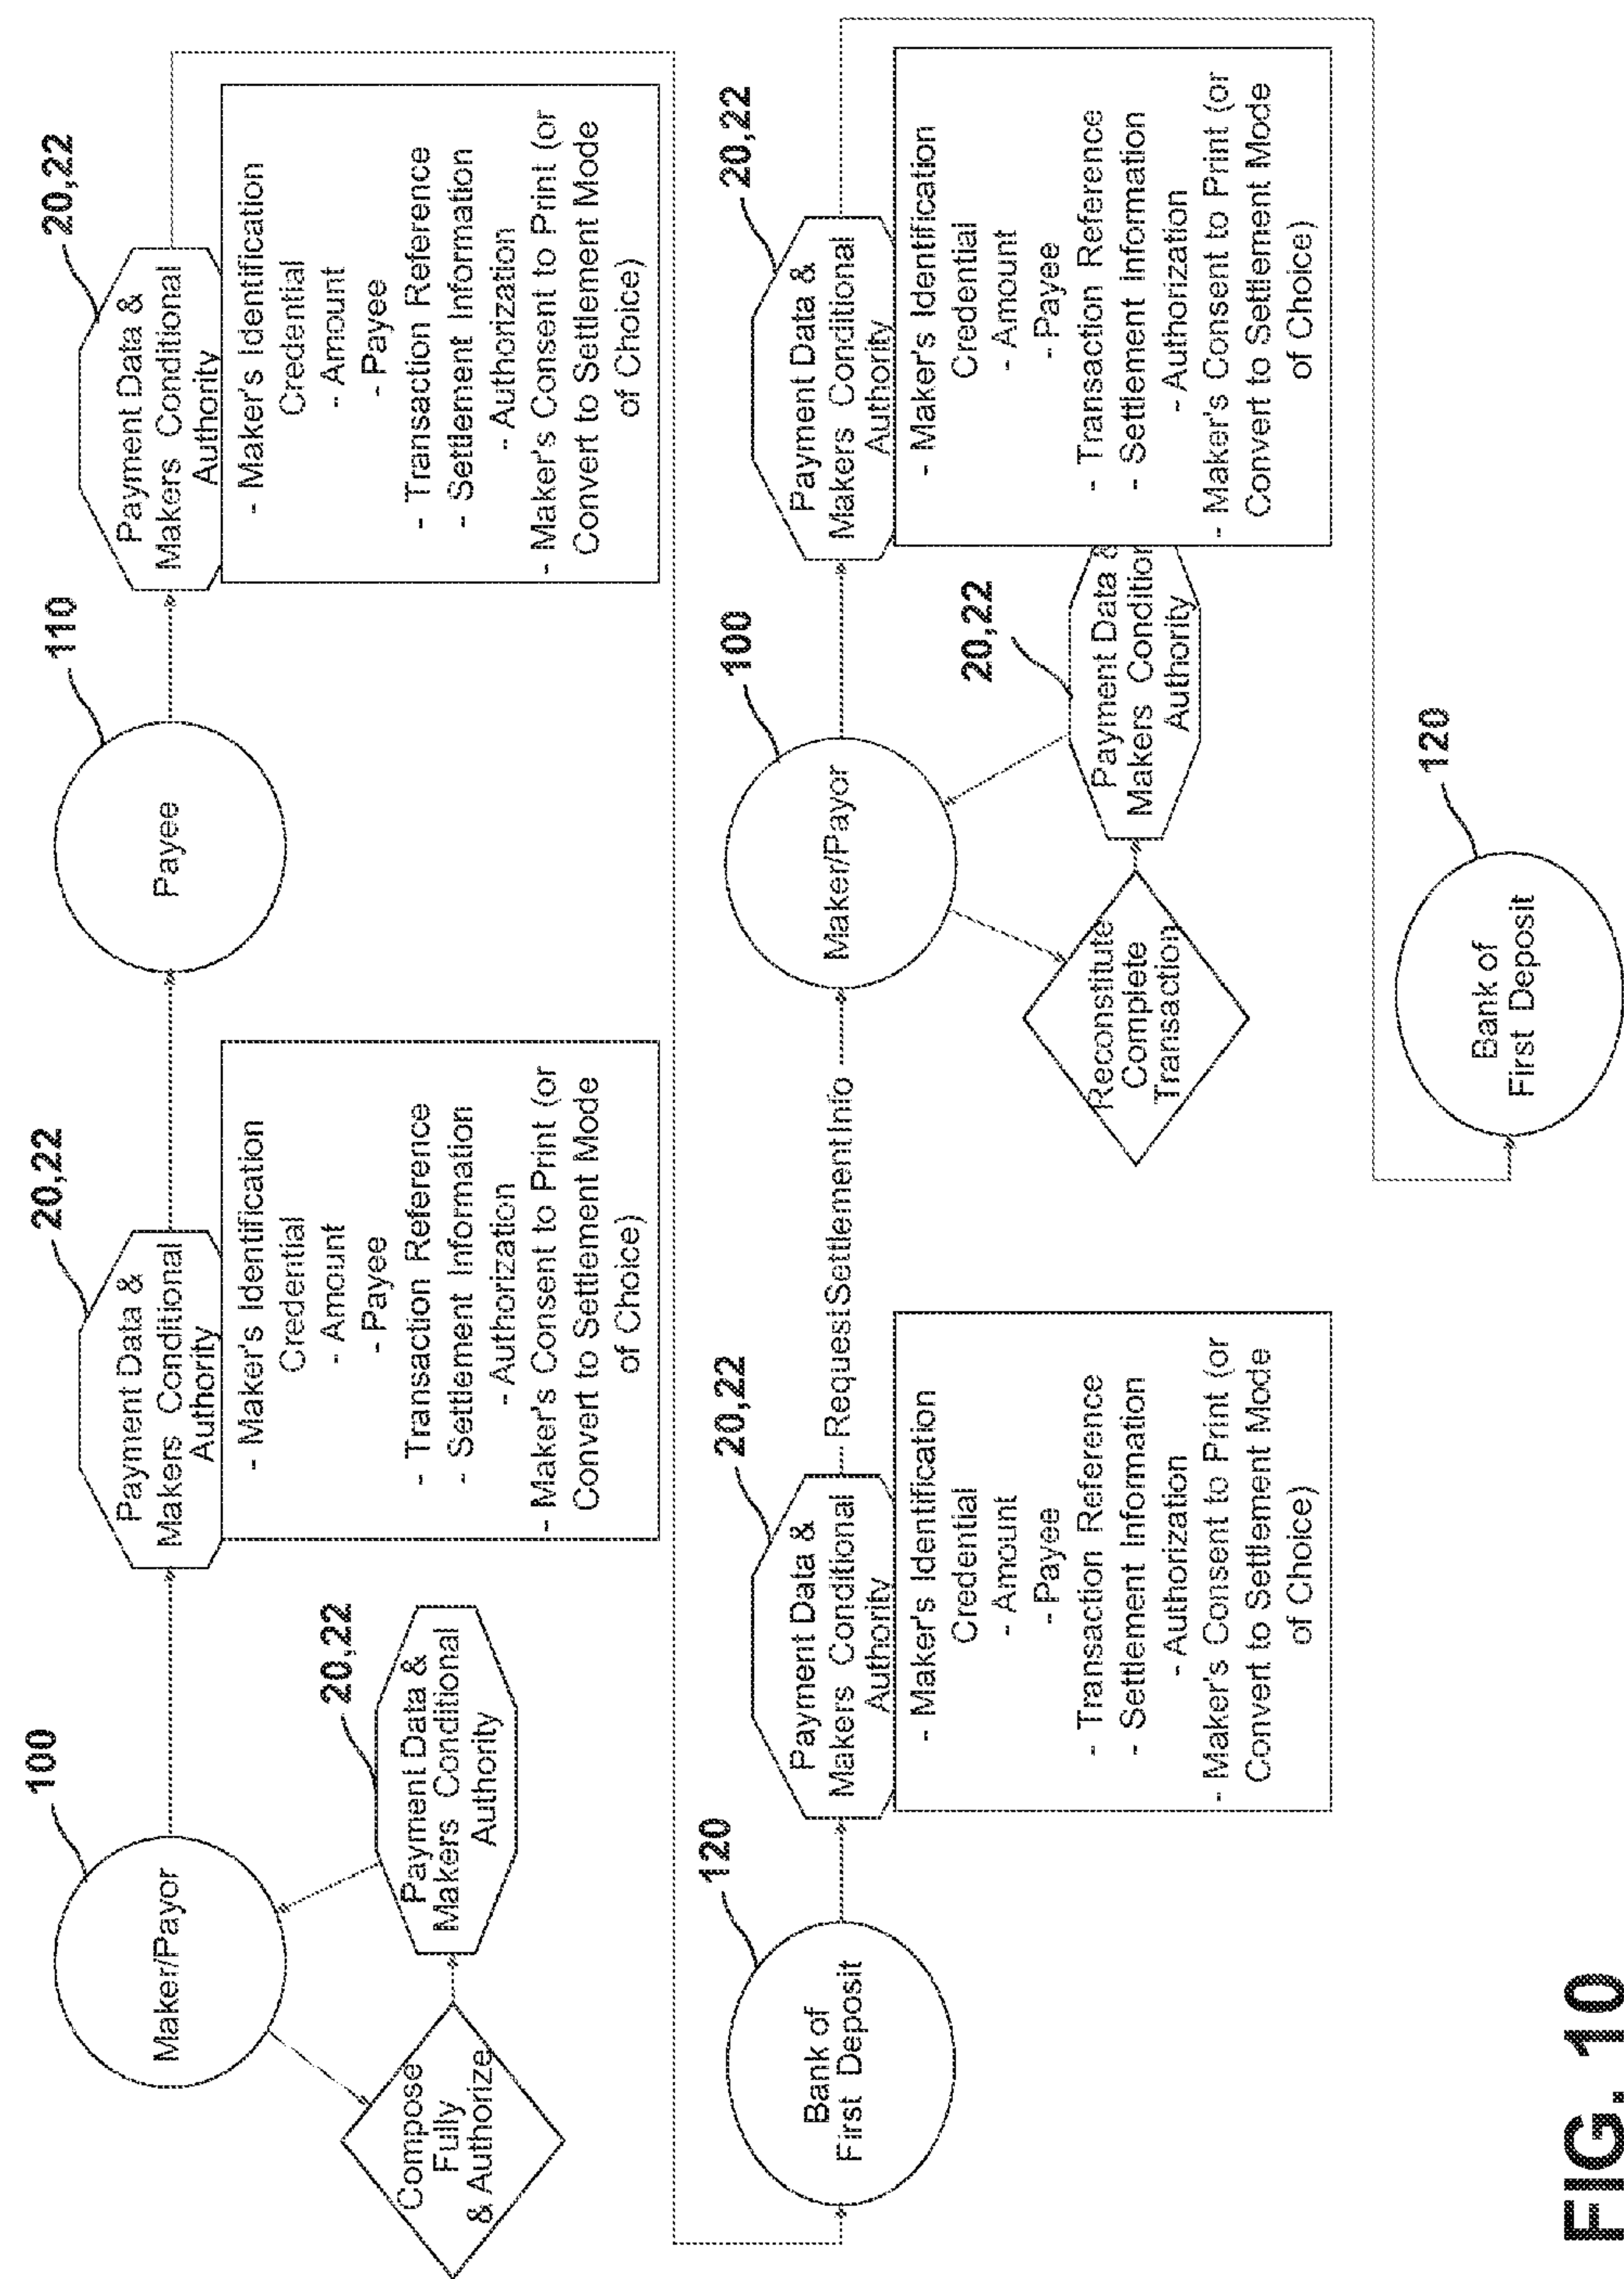 100
Maker/Payor
Compose
Fully
& Authorize
20,22
Payment Data &
Makers Conditional
Authority
20,22
Payment Data &
Makers Conditional
Authority
- Maker's Identification
Credential
- Amount
- Payee
- Transaction Reference
- Settlement Information
- Authorization
- Maker's Consent to Print (or
Convert to Settlement Mode
of Choice)
110
Payee
20,22
Payment Data &
Makers Conditional
Authority
- Maker's Identification
Credential
- Amount
- Payee
- Transaction Reference
- Settlement Information
- Authorization
- Maker's Consent to Print (or
Convert to Settlement Mode
of Choice)
120
Bank of
First Deposit
20,22
Payment Data &
Makers Conditional
Authority
- Maker's Identification
Credential
- Amount
- Payee
- Transaction Reference
- Settlement Information
- Authorization
- Maker's Consent to Print (or
Convert to Settlement Mode
of Choice)
RequestSettlementInfo
100
Maker/Payor
Reconstitute
Complete
Transaction
20,22
Payment Data &
Makers Condition
Authority
20,22
Payment Data &
Makers Conditional
Authority
- Maker's Identification
Credential
- Amount
- Payee
- Transaction Reference
- Settlement Information
- Authorization
- Maker's Consent to Print (or
Convert to Settlement Mode
of Choice)
120
Bank of
First Deposit
FIG. 10